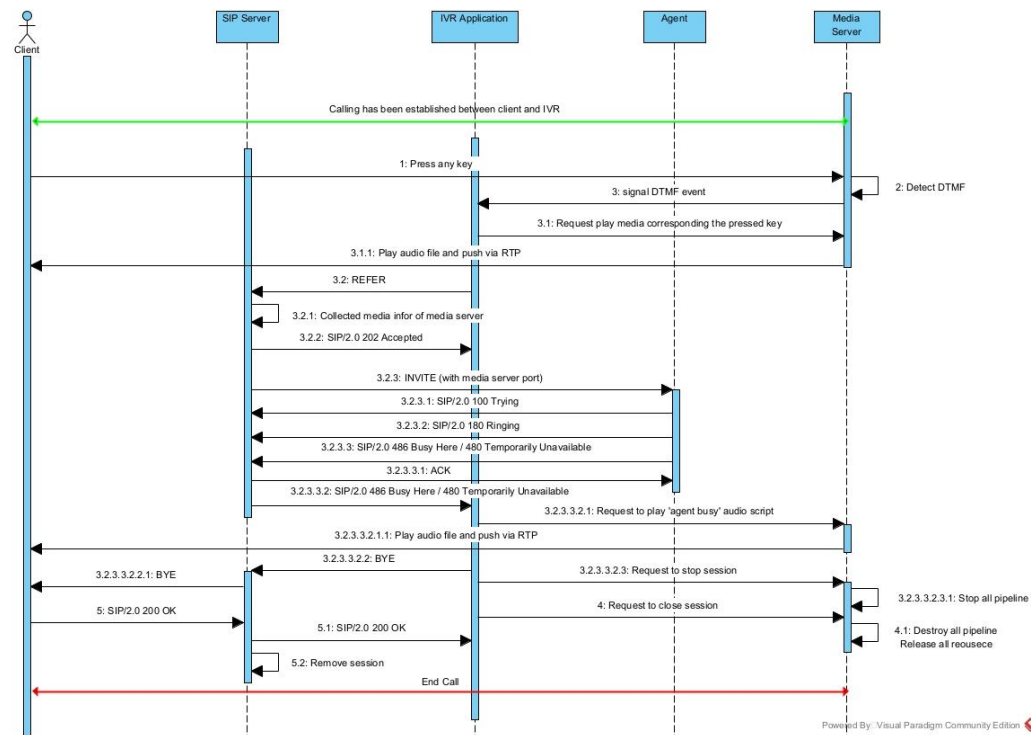 SIP Server
IVR Application
Agent
Media
Server
Client
Calling has been established between client and IVR
1: Press any key
2: Detect DTMF
3: signal DTMF event
3.1: Request play media corresponding the pressed key
3.1.1: Play audio file and push via RTP
3.2: REFER
3.2.1: Collected media infor of media server
3.2.2: SIP/2.0 202 Accepted
3.2.3: INVITE (with media server port)
3.2.3.1: SIP/2.0 100 Trying
3.2.3.2: SIP/2.0 180 Ringing
3.2.3.3: SIP/2.0 486 Busy Here / 480 Temporarily Unavailable
3.2.3.3.1: ACK
3.2.3.3.2: SIP/2.0 486 Busy Here / 480 Temporarily Unavailable
3.2.3.3.2.1: Request to play 'agent busy' audio script
3.2.3.3.2.1.1: Play audio file and push via RTP
3.2.3.3.2.2: BYE
3.2.3.3.2.3: Request to stop session
3.2.3.3.2.2.1: BYE
3.2.3.3.2.3.1: Stop all pipeline
4: Request to close session
5: SIP/2.0 200 OK
5.1: SIP/2.0 200 OK
4.1: Destroy all pipeline
Release all reousece
5.2: Remove session
End Call
Powered By: Visual Paradigm Community Edition